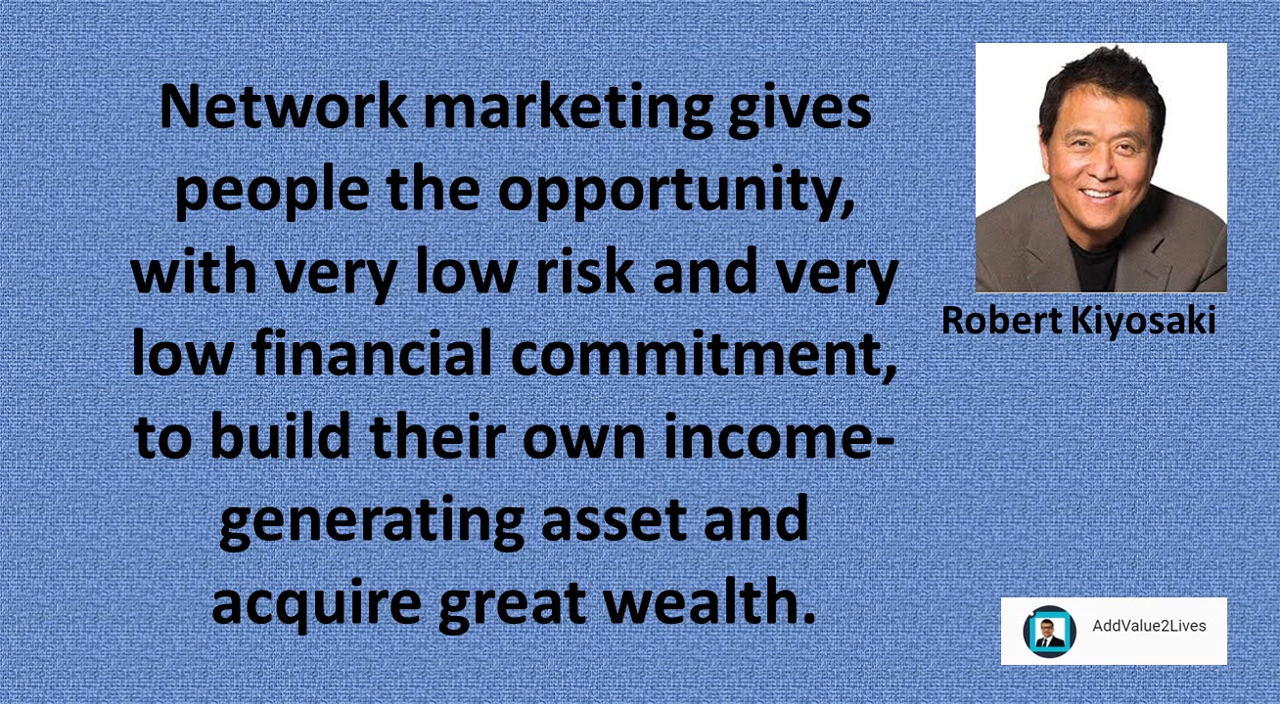 Network marketing gives
people the opportunity,
with very low risk and very
low financial commitment,
to build their own income-
generating asset and
acquire great wealth.
Robert Kiyosaki
AddValue2Lives